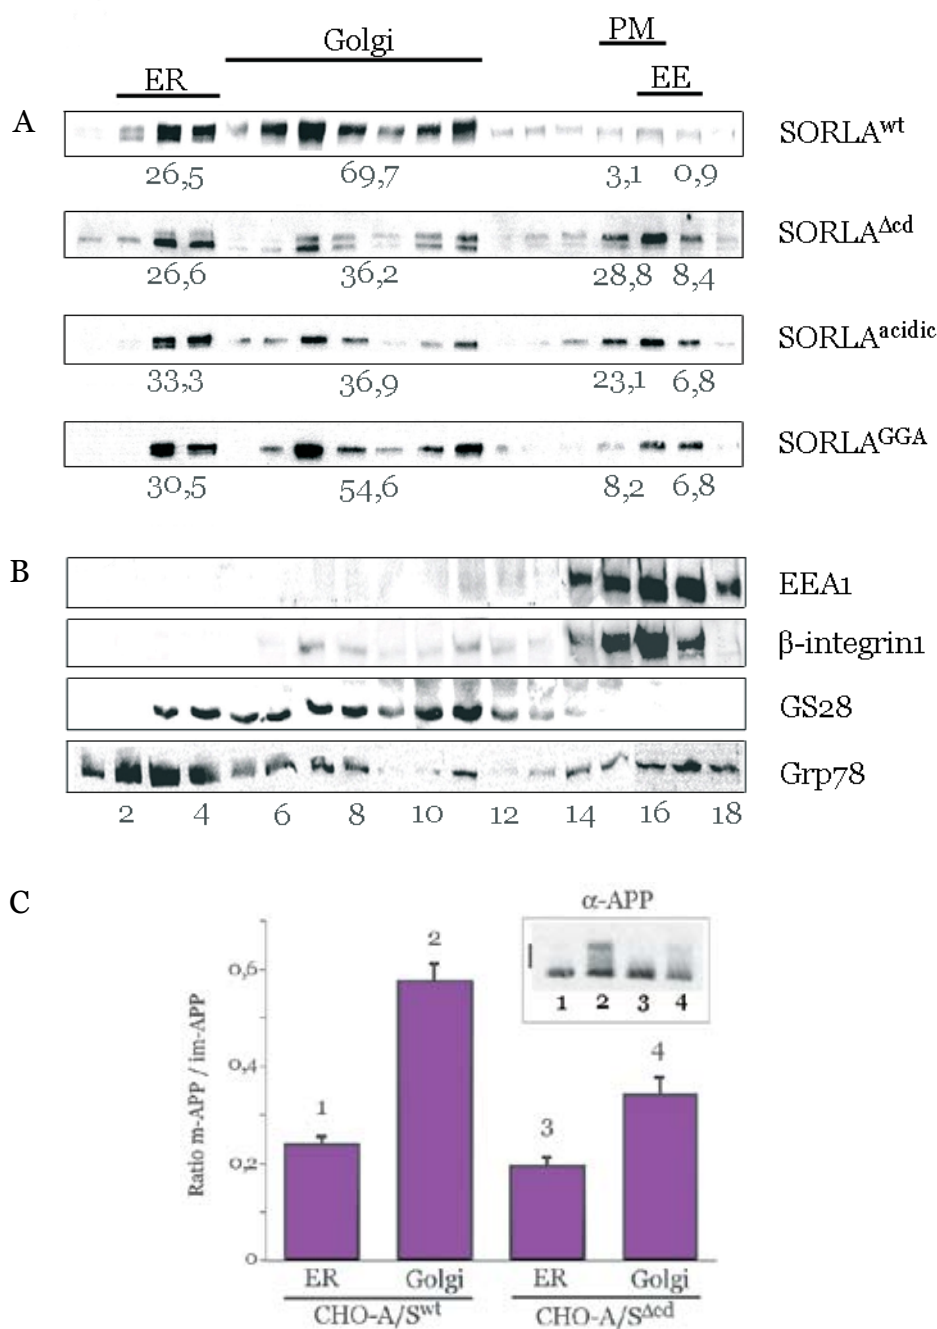 PM
Golgi
ER
EE
A
SORLAwt
26,5 69,7 3,1 0,9
SORLAΔcd
26,6 36,2 28,8 8,4
SORLAacidic
33,3 36,9 23,1 6,8
SORLAGGA
30,5 54,6 8,2 6,8
B
EEA1
β-integrin1
GS28
Grp78
2 4 6 8 10 12 14 16 18
C
α-APP
1 2 3 4
Ratio m-APP / im-APP
0,6
0,4
0,2
0
1
2
3
4
ER Golgi ER Golgi
CHO-A/Swt CHO-A/SΔcd